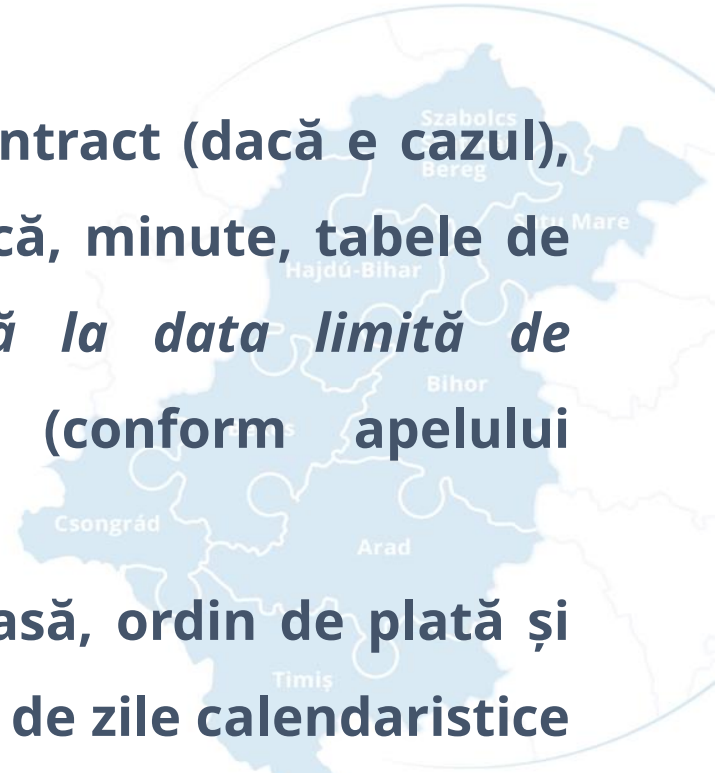 ntract (dacă e cazul),
că, minute, tabele de
ă la data limită de
(conform apelului
asă, ordin de plată și
de zile calendaristice
Szabolcs
Bereg
Satu Mare
Hajdú-Bihar
Bihor
Csongrád
Arad
Timiș